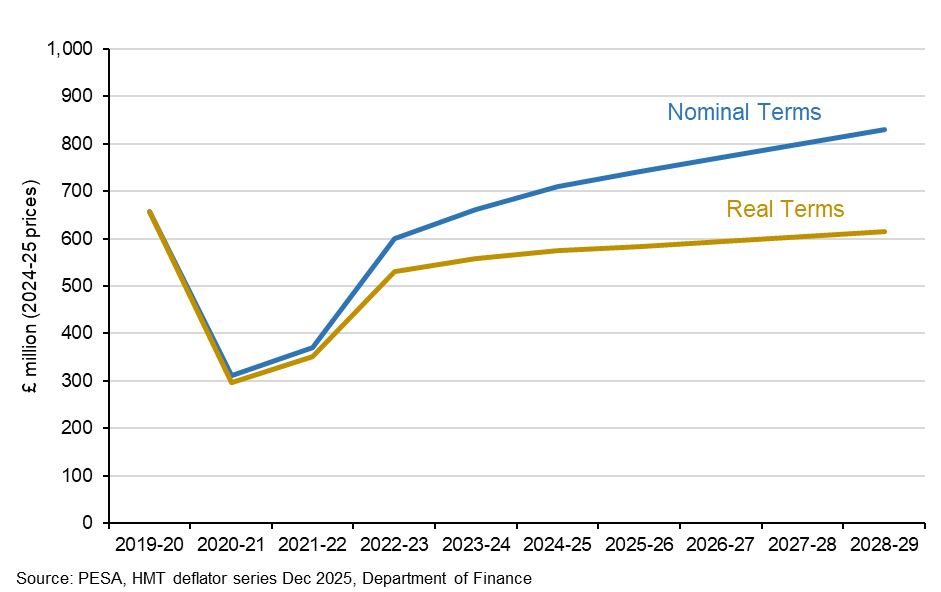 1,000
900
800
700
600
500
400
300
200
100
0
£ million (2024-25 prices)
Nominal Terms
Real Terms
2019-20 2020-21 2021-22 2022-23 2023-24 2024-25 2025-26 2026-27 2027-28 2028-29
Source: PESA, HMT deflator series Dec 2025, Department of Finance